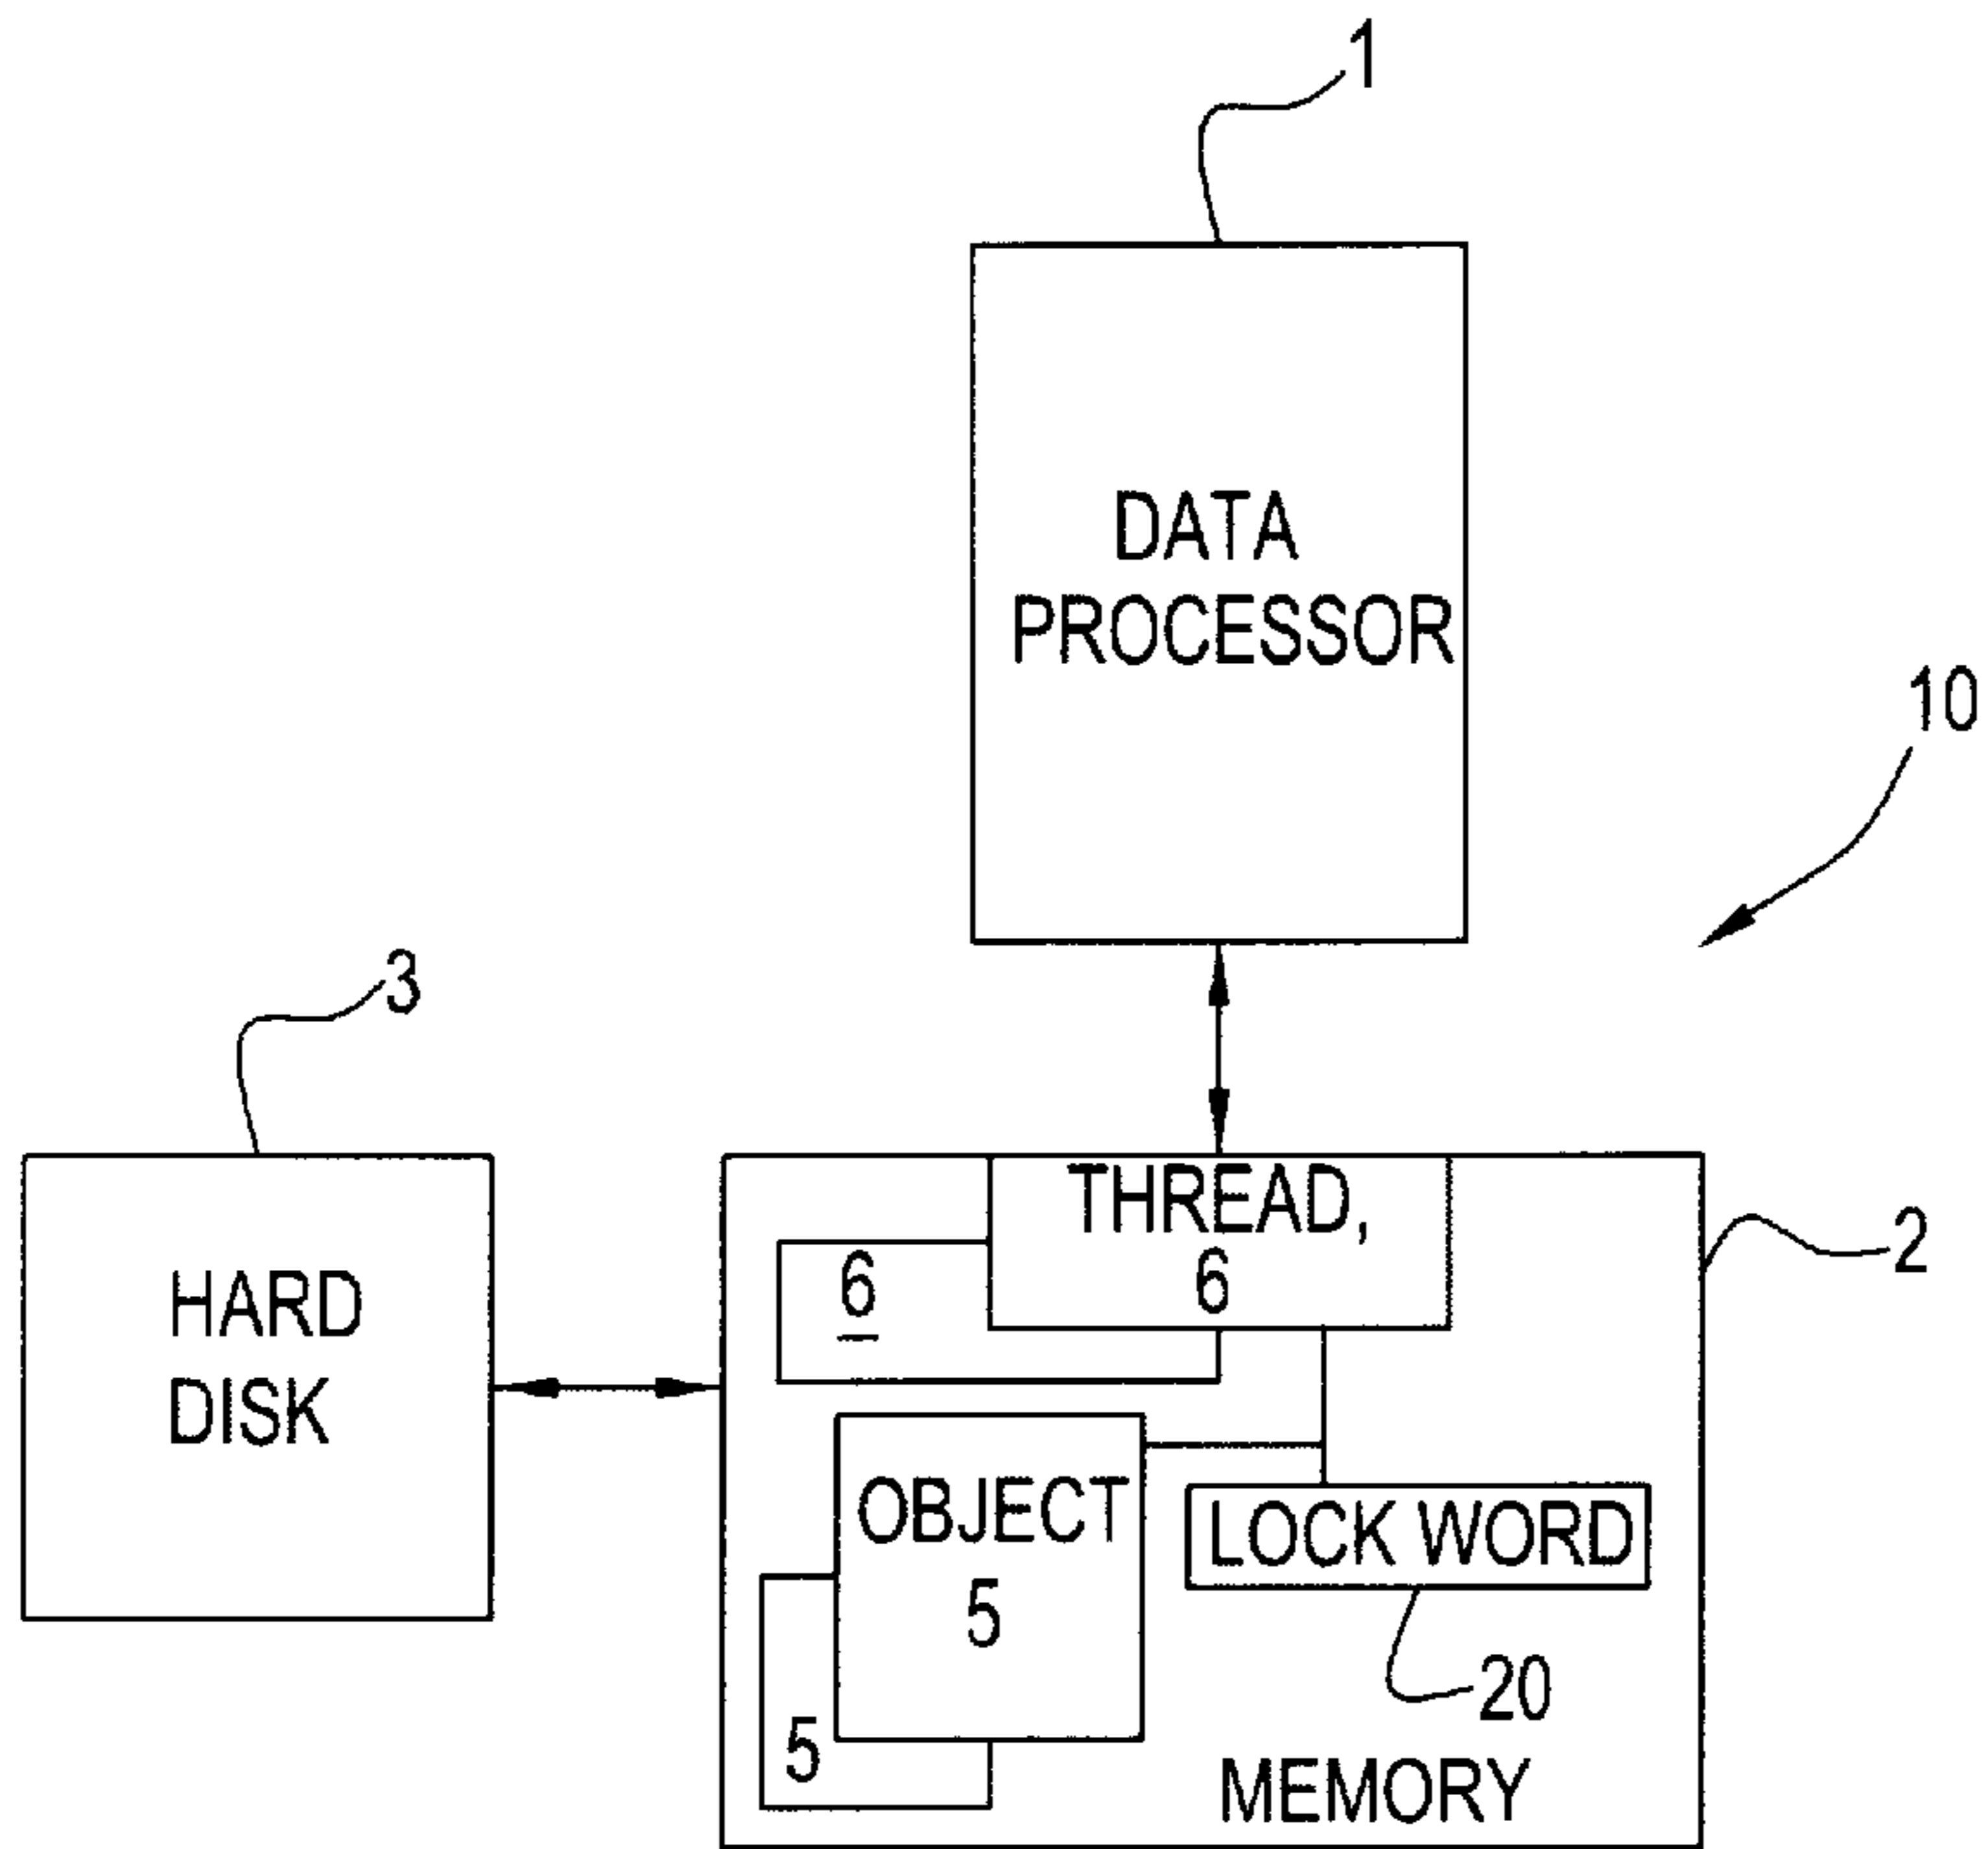 1
DATA
PROCESSOR
10
3
THREAD,
6
6
2
HARD
DISK
OBJECT
5
LOCK WORD
20
5
MEMORY